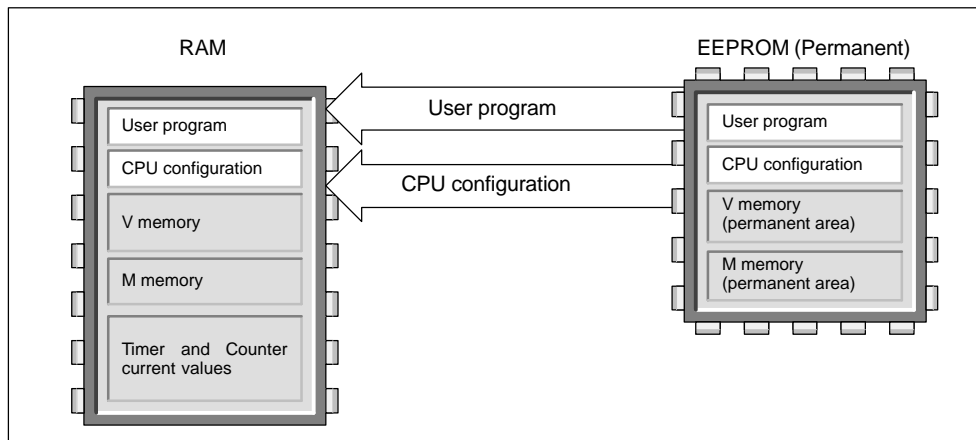 RAM
EEPROM (Permanent)
User program
CPU configuration
V memory
M memory
Timer and Counter
current values
User program
CPU configuration
User program
CPU configuration
V memory
(permanent area)
M memory
(permanent area)